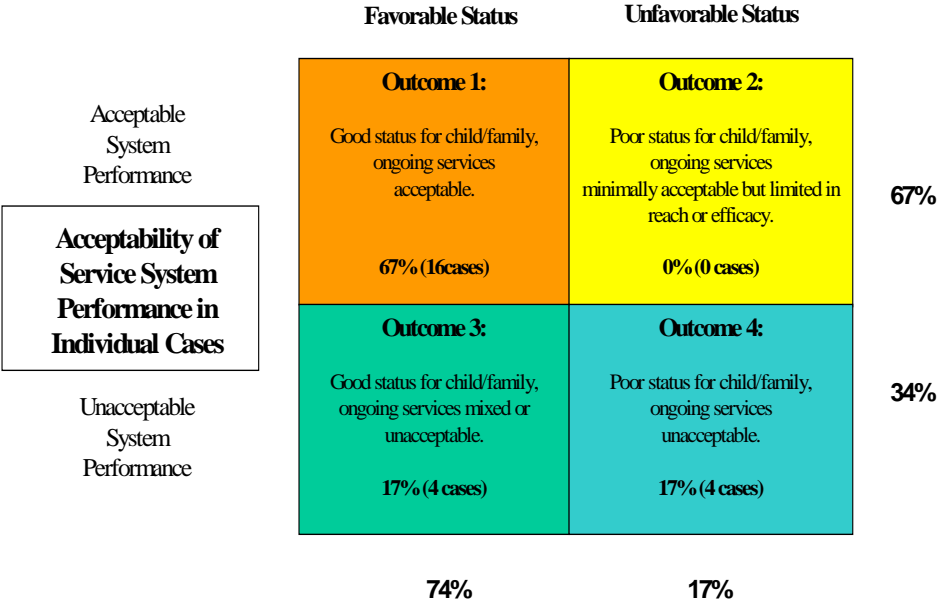 Favorable Status
Unfavorable Status
Acceptable
System
Performance
Acceptability of
Service System
Performance in
Individual Cases
Unacceptable
System
Performance
Outcome 1:
Good status for child/family,
ongoing services
acceptable.
67% (16cases)
Outcome 2:
Poor status for child/family,
ongoing services
minimally acceptable but limited in
reach or efficacy.
0% (0 cases)
67%
Outcome 3:
Good status for child/family,
ongoing services mixed or
unacceptable.
17% (4 cases)
Outcome 4:
Poor status for child/family,
ongoing services
unacceptable.
17% (4 cases)
34%
74%
17%